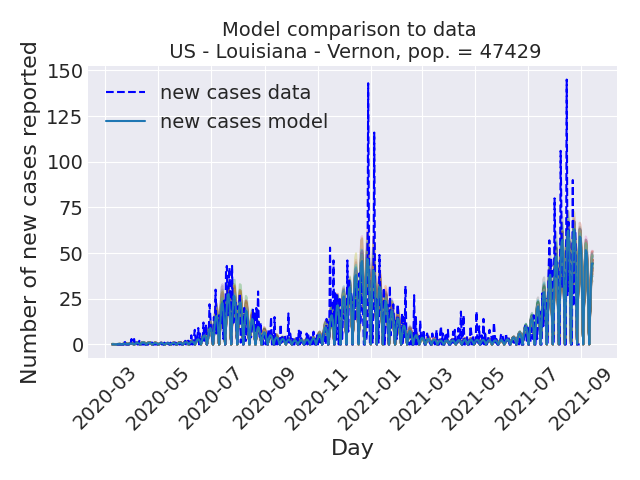 Model comparison to data
US - Louisiana - Vernon, pop. = 47429
Number of new cases reported
150
125
100
75
50
25
0
new cases data
new cases model
2020-03
2020-05
2020-07
2020-09
2020-11
2021-01
2021-03
2021-05
2021-07
2021-09
Day